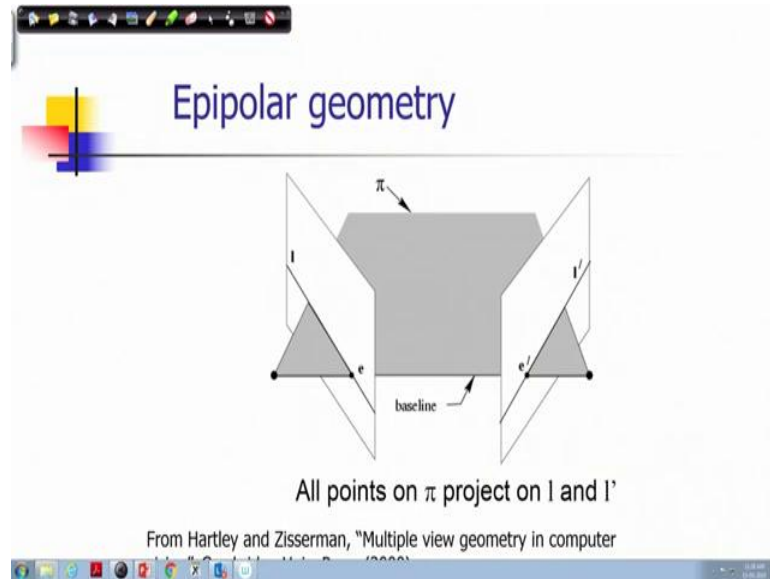 Epipolar geometry
π
l
l′
e
e′
baseline
All points on π project on l and l’
From Hartley and Zisserman, “Multiple view geometry in computer